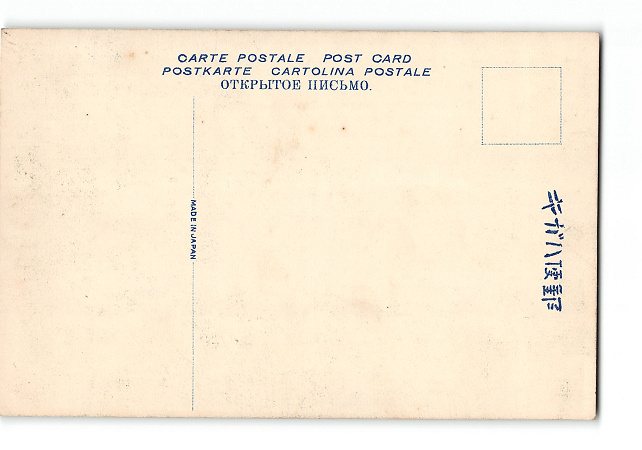 CARTE POSTALE POST CARD
POSTKARTE CARTOLINA POSTALE
ОТКРЫТОЕ ПИСЬМО.
MADE IN JAPAN
郵便ハガキ